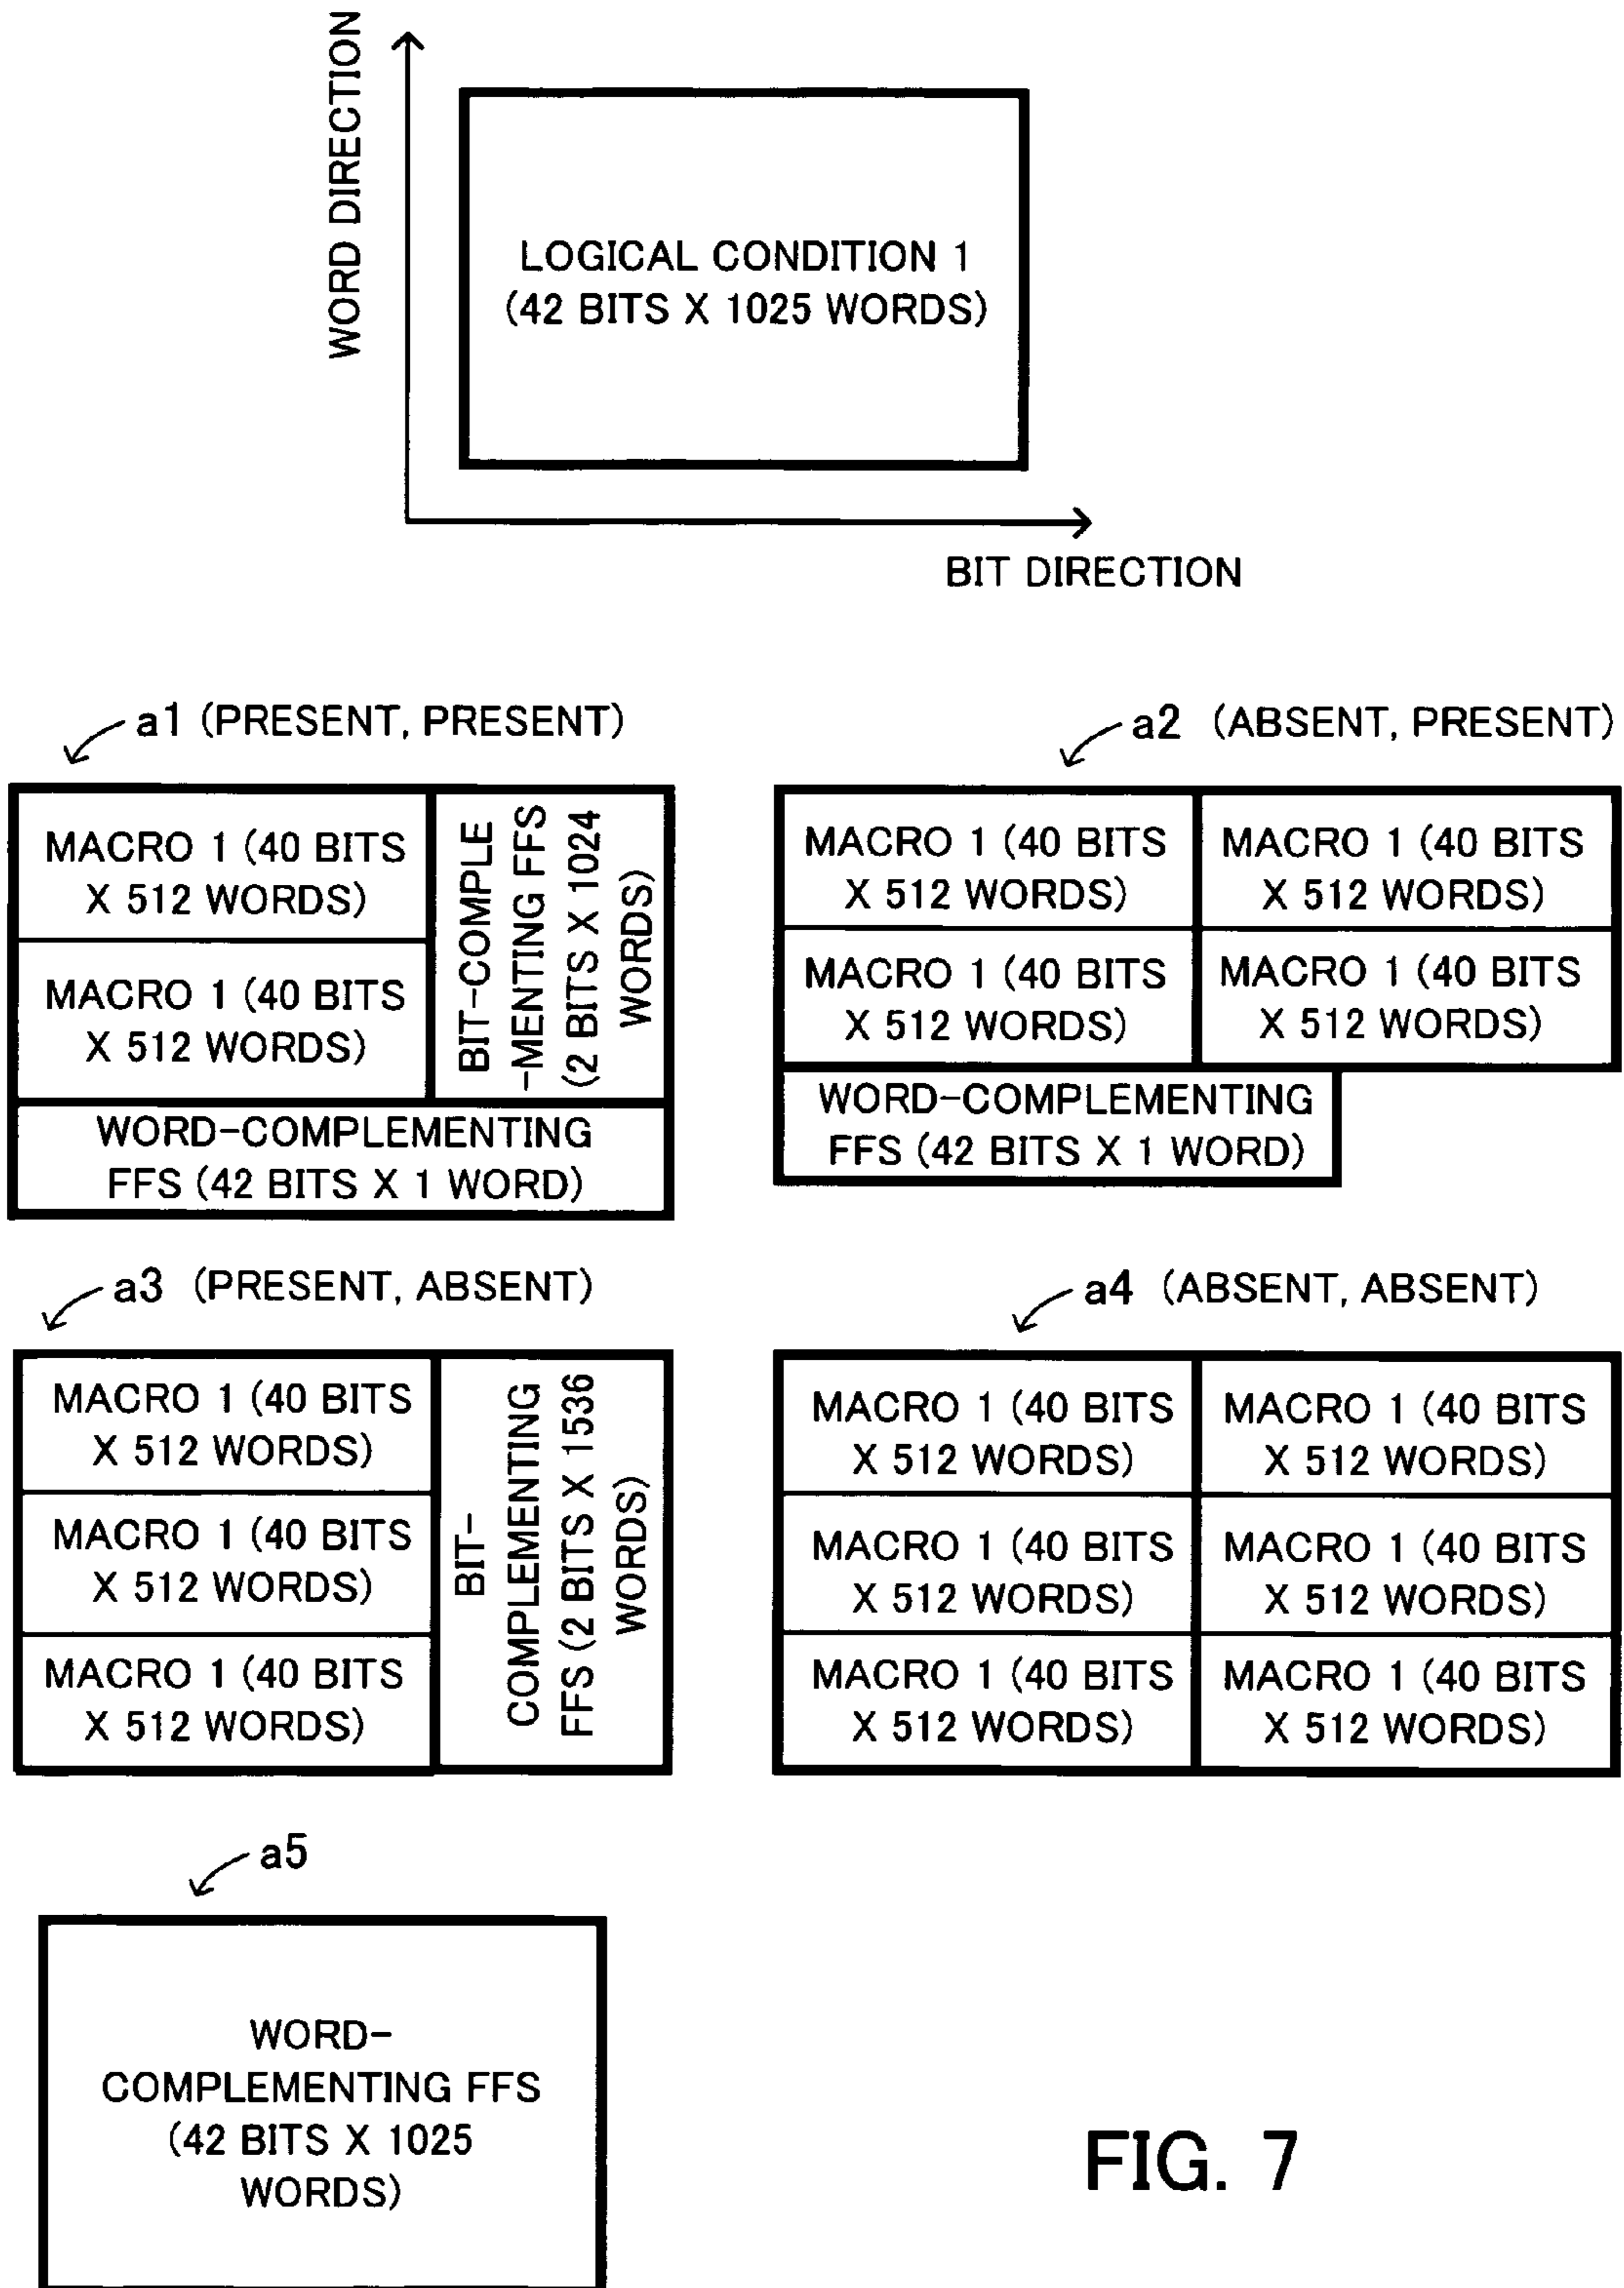 WORD DIRECTION
LOGICAL CONDITION 1
(42 BITS X 1025 WORDS)
BIT DIRECTION
a1 (PRESENT, PRESENT)
MACRO 1 (40 BITS
X 512 WORDS)
MACRO 1 (40 BITS
X 512 WORDS)
BIT-COMPLE
-MENTING FFS
(2 BITS X 1024
WORDS)
WORD-COMPLEMENTING
FFS (42 BITS X 1 WORD)
a2 (ABSENT, PRESENT)
MACRO 1 (40 BITS
X 512 WORDS)
MACRO 1 (40 BITS
X 512 WORDS)
MACRO 1 (40 BITS
X 512 WORDS)
MACRO 1 (40 BITS
X 512 WORDS)
WORD-COMPLEMENTING
FFS (42 BITS X 1 WORD)
a3 (PRESENT, ABSENT)
MACRO 1 (40 BITS
X 512 WORDS)
MACRO 1 (40 BITS
X 512 WORDS)
MACRO 1 (40 BITS
X 512 WORDS)
BIT-
COMPLEMENTING
FFS (2 BITS X 1536
WORDS)
a4 (ABSENT, ABSENT)
MACRO 1 (40 BITS
X 512 WORDS)
MACRO 1 (40 BITS
X 512 WORDS)
MACRO 1 (40 BITS
X 512 WORDS)
MACRO 1 (40 BITS
X 512 WORDS)
MACRO 1 (40 BITS
X 512 WORDS)
MACRO 1 (40 BITS
X 512 WORDS)
a5
WORD-
COMPLEMENTING FFS
(42 BITS X 1025
WORDS)
FIG. 7